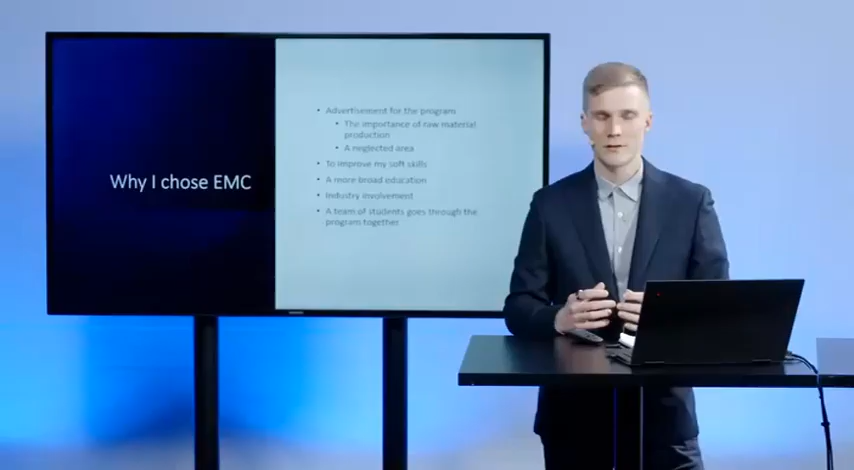 Why I chose EMC
• Advertisement for the program
• The importance of raw material
production
• A neglected area
• To improve my soft skills
• A more broad education
• Industry involvement
• A team of students goes through the
program together